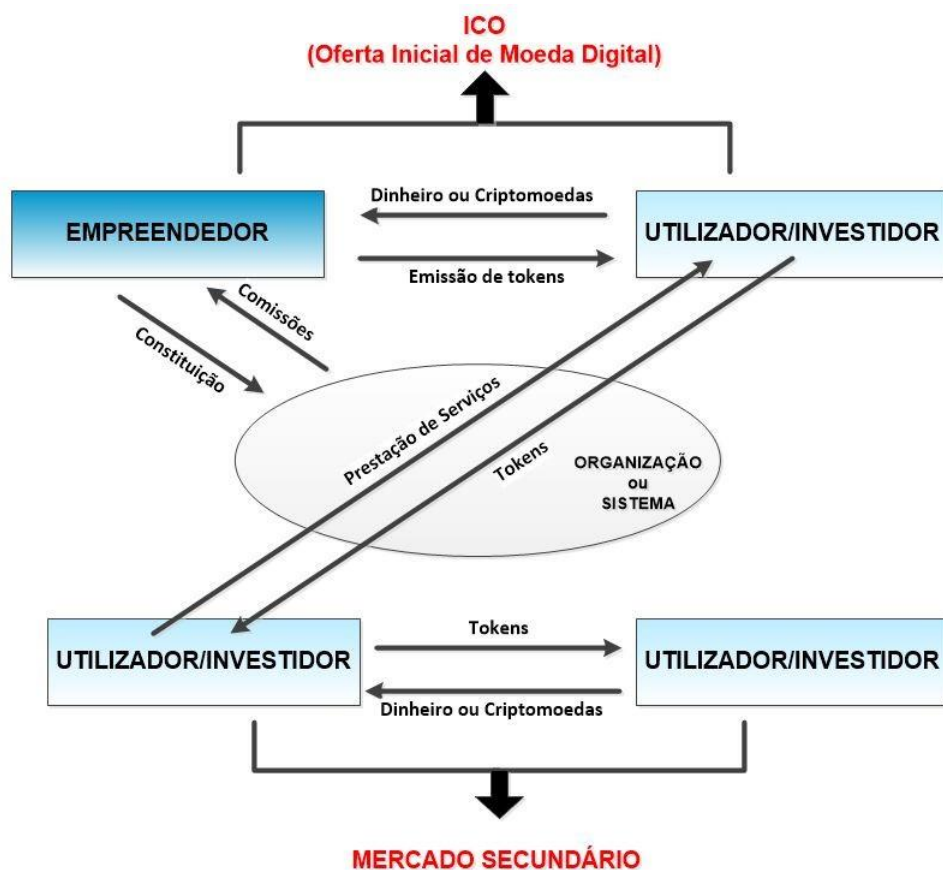 ICO
(Oferta Inicial de Moeda Digital)
Dinheiro ou Criptomoedas
EMPREENDEDOR
UTILIZADOR/INVESTIDOR
Emissão de tokens
Comissões
Constituição
Prestação de Serviços
Tokens
ORGANIZAÇÃO
ou
SISTEMA
Tokens
UTILIZADOR/INVESTIDOR
UTILIZADOR/INVESTIDOR
Dinheiro ou Criptomoedas
MERCADO SECUNDÁRIO